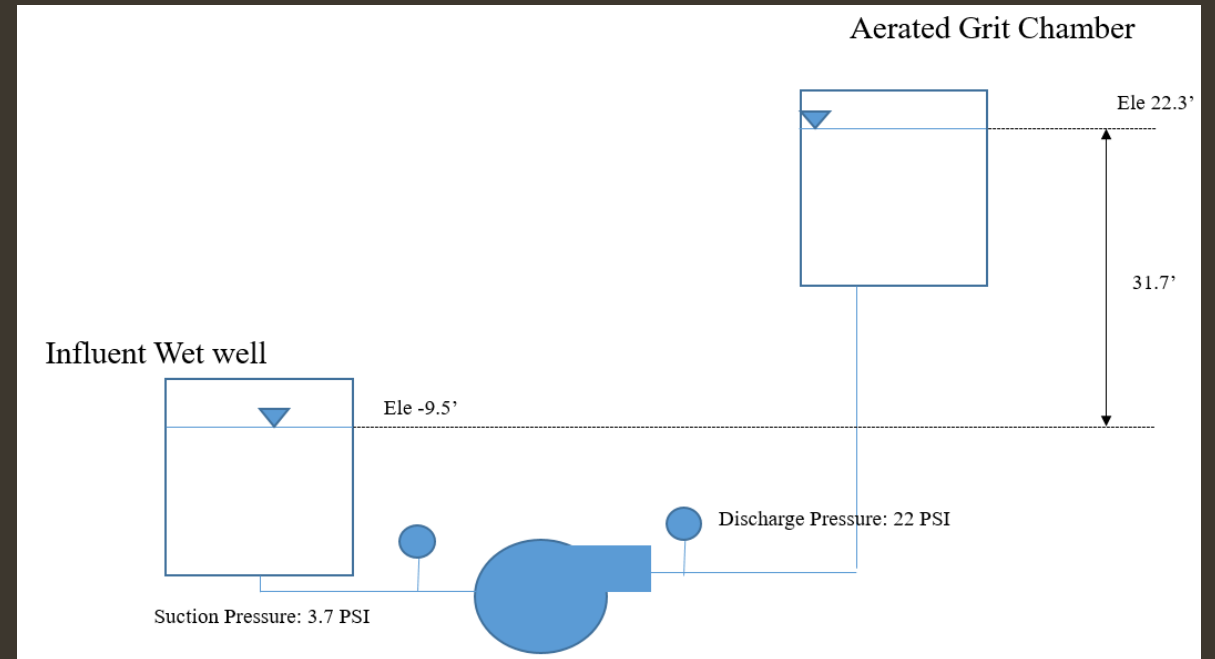 Aerated Grit Chamber
Ele 22.3’
31.7’
Influent Wet well
Ele -9.5’
Discharge Pressure: 22 PSI
Suction Pressure: 3.7 PSI